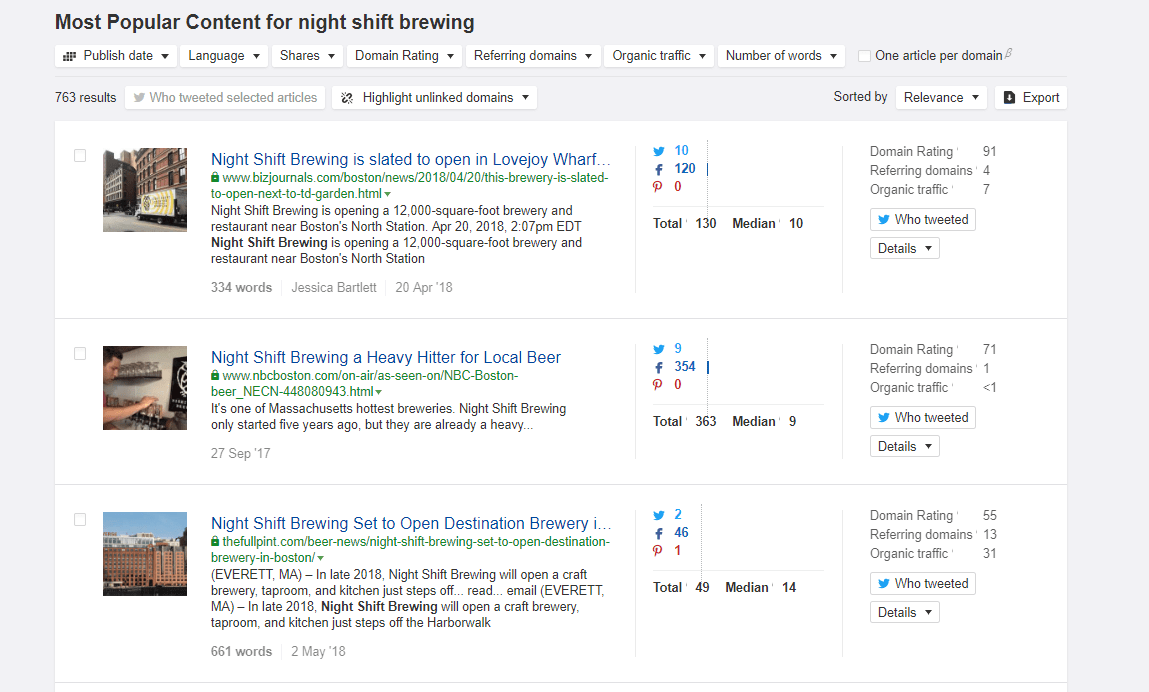 Most Popular Content for night shift brewing
Publish date Language Shares Domain Rating Referring domains Organic traffic Number of words One article per domain β
763 results Who tweeted selected articles Highlight unlinked domains Sorted by Relevance Export
Night Shift Brewing is slated to open in Lovejoy Wharf…
www.bizjournals.com/boston/news/2018/04/20/this-brewery-is-slated-
to-open-next-to-td-garden.html
Night Shift Brewing is opening a 12,000-square-foot brewery and
restaurant near Boston's North Station. Apr 20, 2018, 2:07pm EDT
Night Shift Brewing is opening a 12,000-square-foot brewery and
restaurant near Boston's North Station
334 words Jessica Bartlett 20 Apr '18
10
120
0
Total 130 Median 10
Domain Rating 91
Referring domains 4
Organic traffic 7
Who tweeted
Details
Night Shift Brewing a Heavy Hitter for Local Beer
www.nbcboston.com/on-air/as-seen-on/NBC-Boston-
beer_NECN-448080943.html
It's one of Massachusetts hottest breweries. Night Shift Brewing
only started five years ago, but they are already a heavy...
27 Sep '17
9
354
0
Total 363 Median 9
Domain Rating 71
Referring domains 1
Organic traffic <1
Who tweeted
Details
Night Shift Brewing Set to Open Destination Brewery i…
thefullpint.com/beer-news/night-shift-brewing-set-to-open-destination-
brewery-in-boston/
(EVERETT, MA) – In late 2018, Night Shift Brewing will open a craft
brewery, taproom, and kitchen just steps off... read... email (EVERETT,
MA) – In late 2018, Night Shift Brewing will open a craft brewery,
taproom, and kitchen just steps off the Harborwalk
661 words 2 May '18
2
46
1
Total 49 Median 14
Domain Rating 55
Referring domains 13
Organic traffic 31
Who tweeted
Details